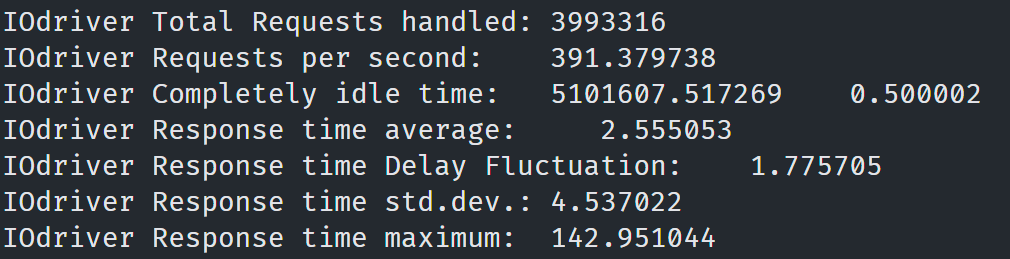 IOdriver Total Requests handled: 3993316
IOdriver Requests per second:    391.379738
IOdriver Completely idle time:   5101607.517269    0.500002
IOdriver Response time average:     2.555053
IOdriver Response time Delay Fluctuation:    1.775705
IOdriver Response time std.dev.: 4.537022
IOdriver Response time maximum:  142.951044